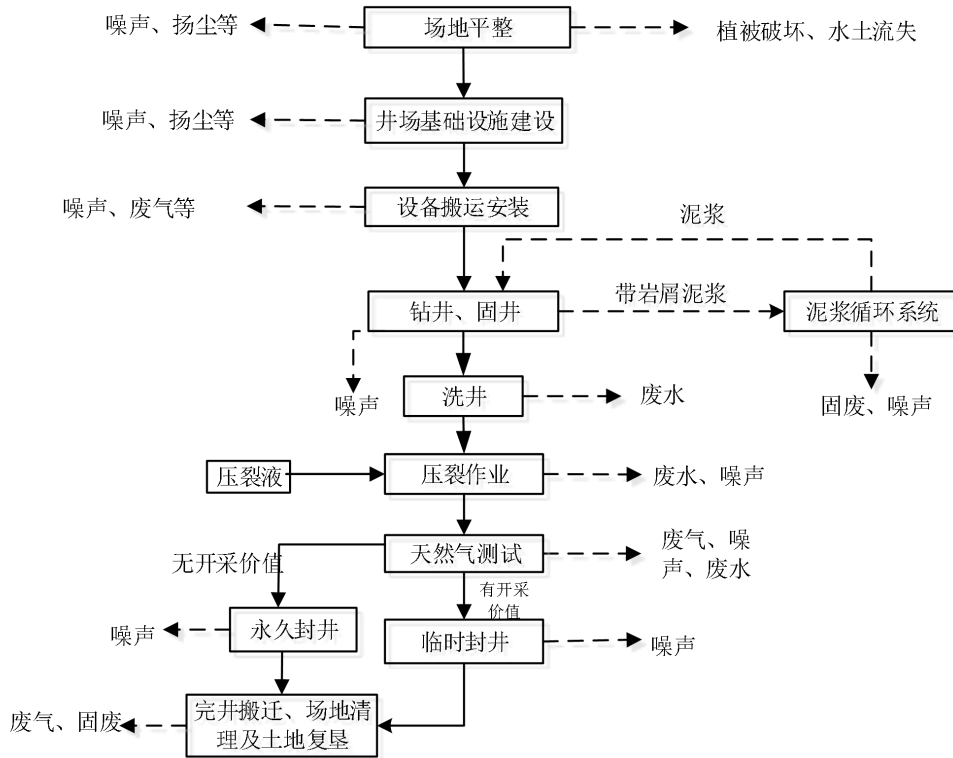 噪声、扬尘等
场地平整
植被破坏、水土流失
噪声、扬尘等
井场基础设施建设
噪声、废气等
设备搬运安装
泥浆
钻井、固井
带岩屑泥浆
泥浆循环系统
噪声
洗井
废水
固废、噪声
压裂液
压裂作业
废水、噪声
无开采价值
天然气测试
废气、噪
声、废水
有开采
价值
噪声
永久封井
临时封井
噪声
废气、固废
完井搬迁、场地清
理及土地复垦